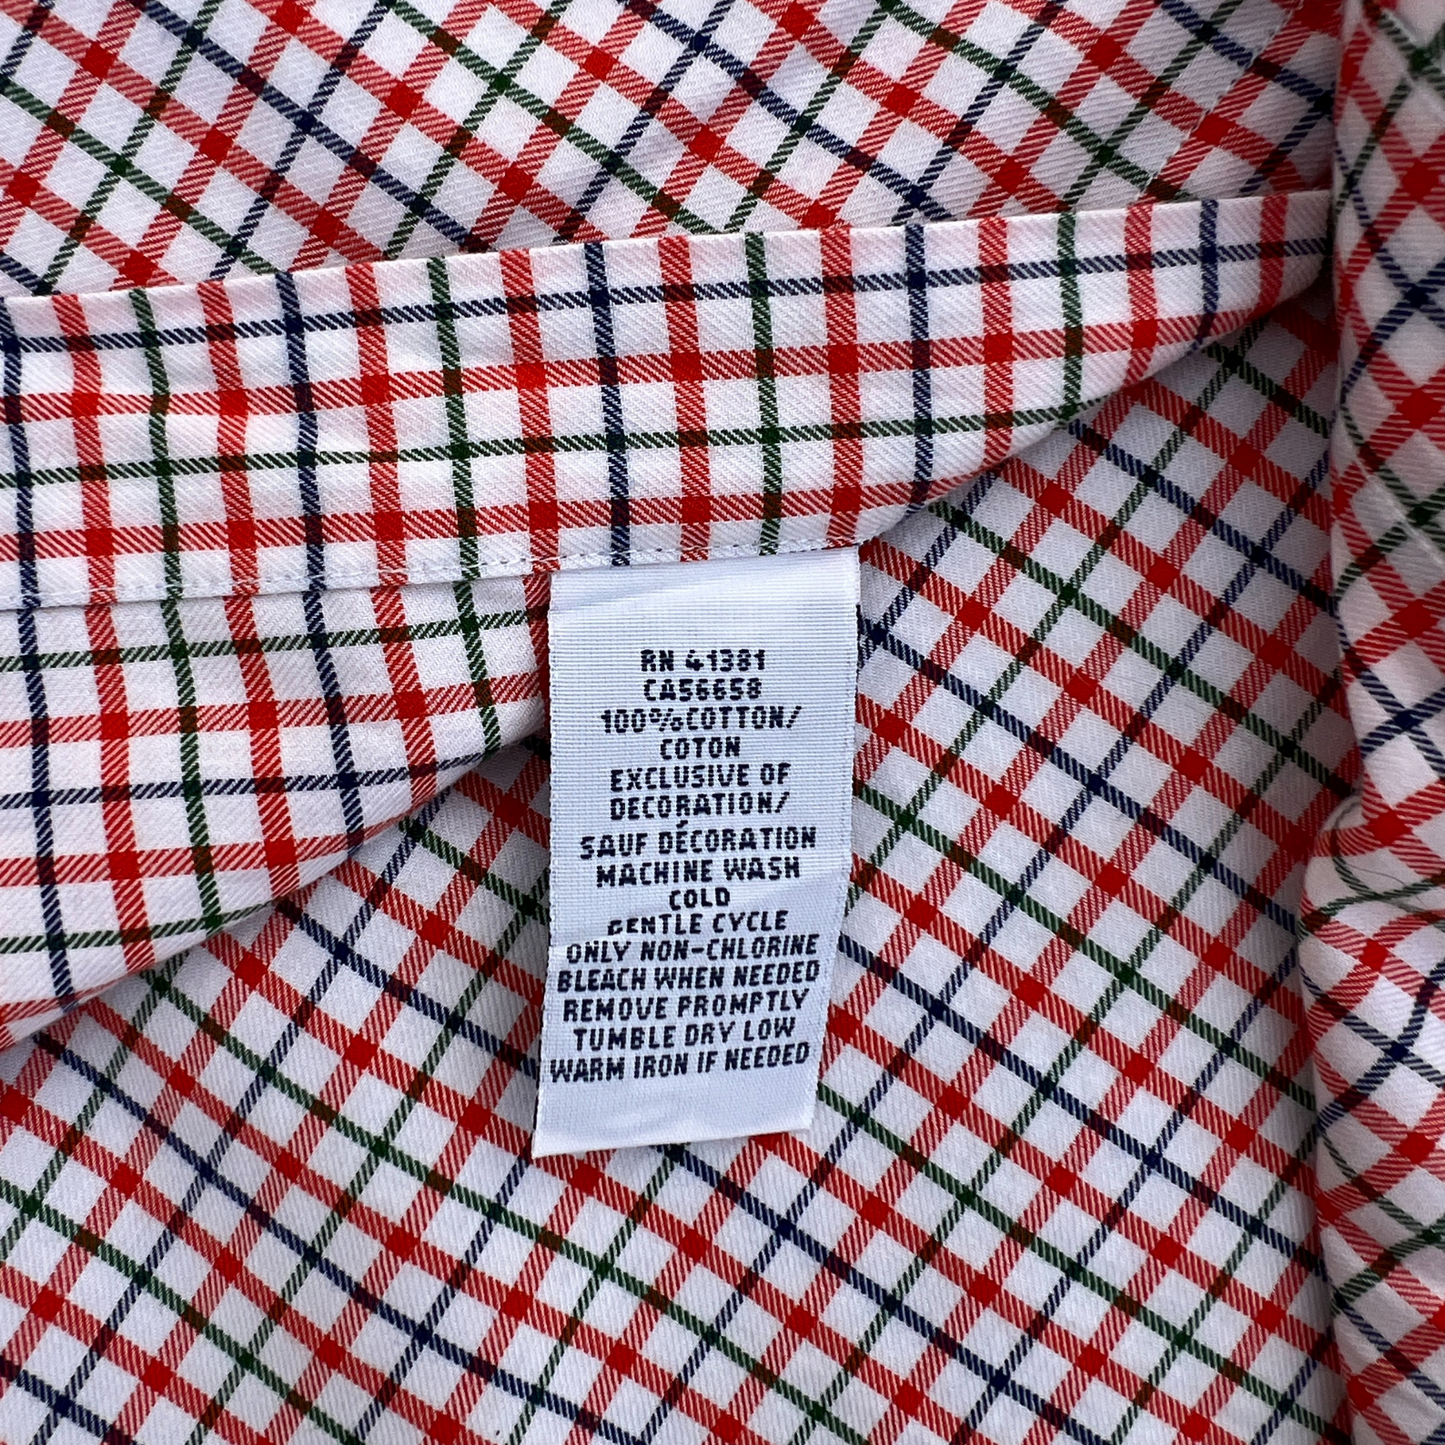 RN 41381
CA56658
100%COTTON/
COTON
EXCLUSIVE OF
DECORATION/
SAUF DÉCORATION
MACHINE WASH
COLD
GENTLE CYCLE
ONLY NON-CHLORINE
BLEACH WHEN NEEDED
REMOVE PROMPTLY
TUMBLE DRY LOW
WARM IRON IF NEEDED